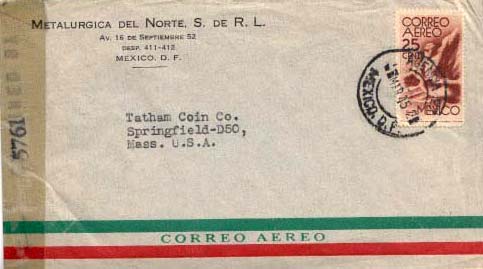 METALURGICA DEL NORTE, S. DE R. L.
AV. 16 DE SEPTIEMBRE 52
DESP. 411-412
MEXICO, D. F.
CORREO
AEREO
25
MEXICO
MEXICO, D.F.
Tatham Coin Co.
Springfield-D50,
Mass. U.S.A.
5761
CORREO AEREO